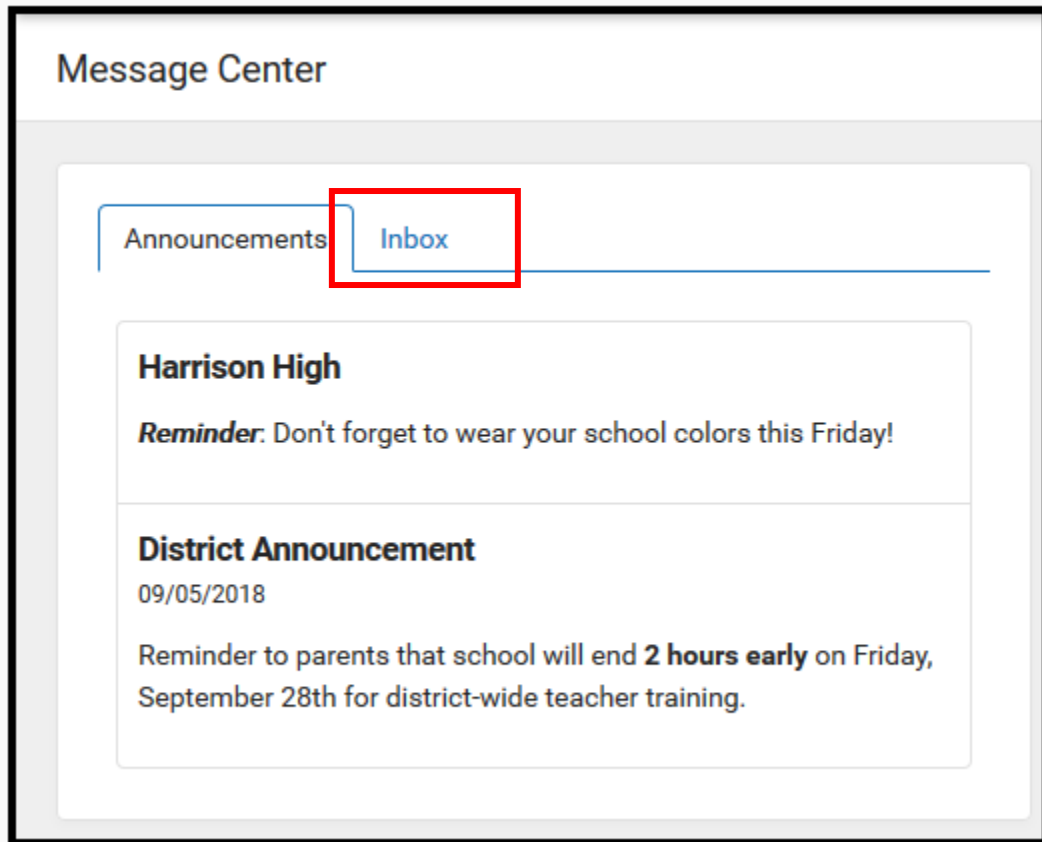 Message Center
Announcements Inbox
Harrison High
Reminder: Don't forget to wear your school colors this Friday!
District Announcement
09/05/2018
Reminder to parents that school will end 2 hours early on Friday,
September 28th for district-wide teacher training.